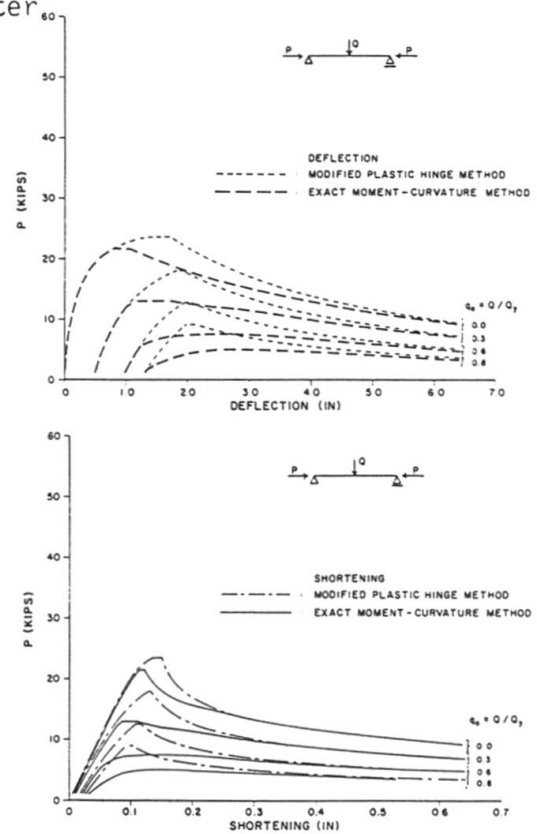 ter
60
50
40
30
20
10
0
P (KIPS)
P Q P
DEFLECTION
MODIFIED PLASTIC HINGE METHOD
EXACT MOMENT-CURVATURE METHOD
q₀ = Q/Qy
0.0
0.3
0.6
0.8
0 1.0 2.0 3.0 4.0 5.0 6.0 7.0
DEFLECTION (IN)
60
50
40
30
20
10
0
P (KIPS)
P Q P
SHORTENING
MODIFIED PLASTIC HINGE METHOD
EXACT MOMENT-CURVATURE METHOD
q₀ = Q/Qy
0.0
0.3
0.6
0.8
0 0.1 0.2 0.3 0.4 0.5 0.6 0.7
SHORTENING (IN)